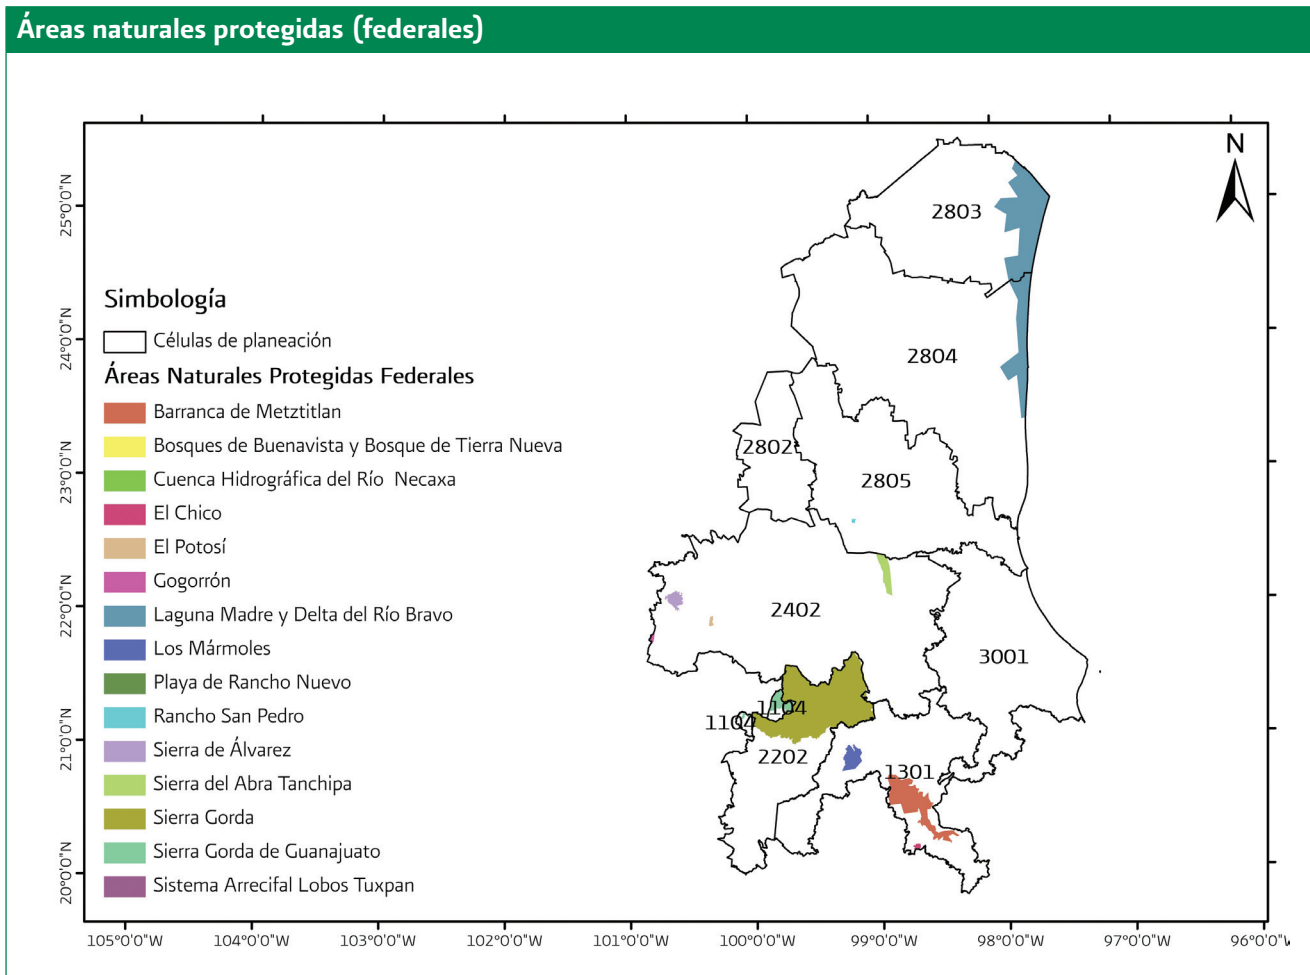 Áreas naturales protegidas (federales)
N
25°0'0"N
24°0'0"N
23°0'0"N
22°0'0"N
21°0'0"N
20°0'0"N
Simbología
Células de planeación
Áreas Naturales Protegidas Federales
Barranca de Metztitlan
Bosques de Buenavista y Bosque de Tierra Nueva
Cuenca Hidrográfica del Río  Necaxa
El Chico
El Potosí
Gogorrón
Laguna Madre y Delta del Río Bravo
Los Mármoles
Playa de Rancho Nuevo
Rancho San Pedro
Sierra de Álvarez
Sierra del Abra Tanchipa
Sierra Gorda
Sierra Gorda de Guanajuato
Sistema Arrecifal Lobos Tuxpan
2803
2804
2802
2805
2402
3001
1104
1104
2202
1301
105°0'0"W
104°0'0"W
103°0'0"W
102°0'0"W
101°0'0"W
100°0'0"W
99°0'0"W
98°0'0"W
97°0'0"W
96°0'0"W